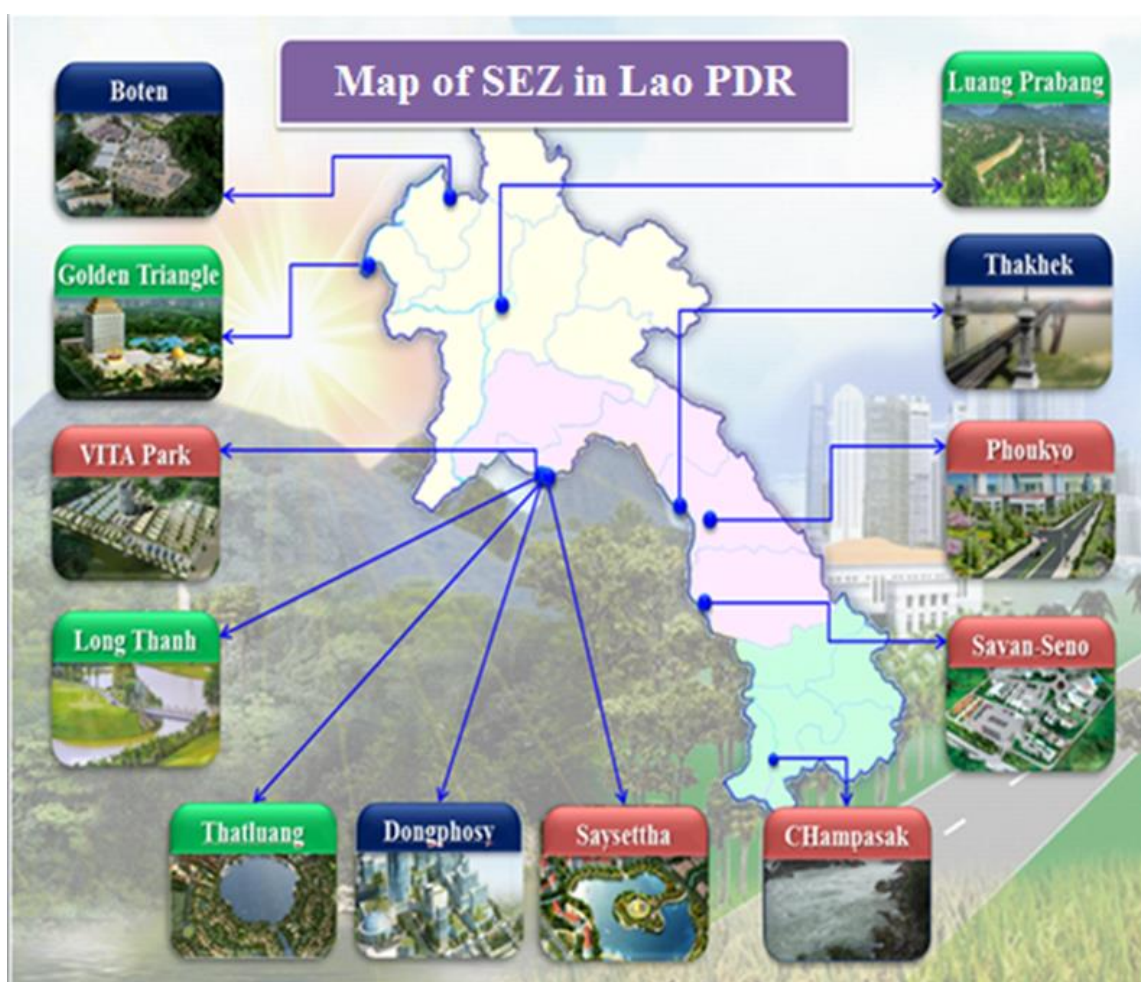 Map of SEZ in Lao PDR
Boten
Luang Prabang
Golden Triangle
Thakhek
VITA Park
Phoukyo
Long Thanh
Savan-Seno
Thatluang
Dongphosy
Saysettha
CHampasak